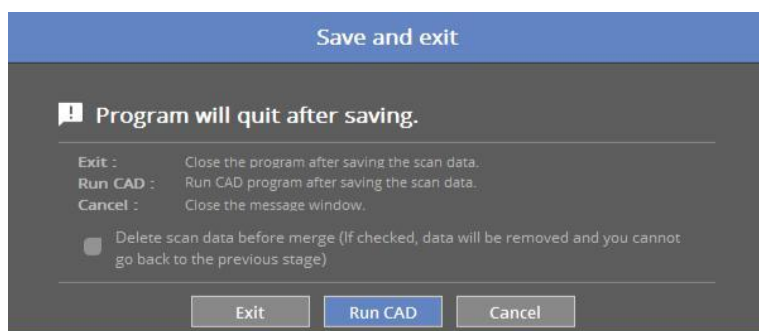 Save and exit
Program will quit after saving.
Exit : Close the program after saving the scan data.
Run CAD : Run CAD program after saving the scan data.
Cancel : Close the message window.
Delete scan data before merge (If checked, data will be removed and you cannot
go back to the previous stage)
Exit Run CAD Cancel